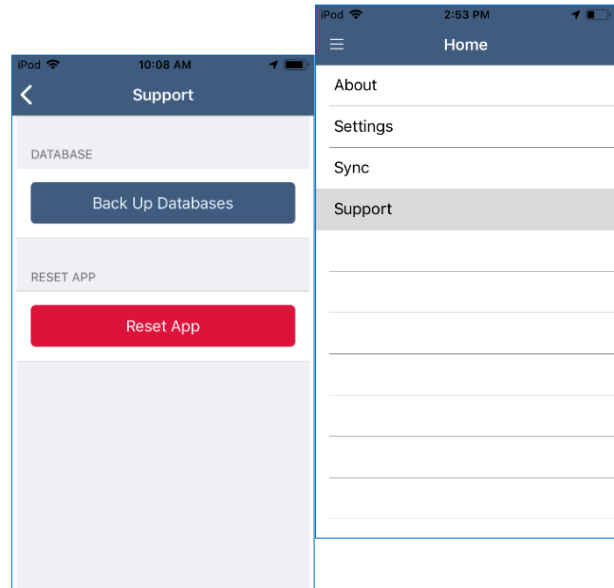 iPod 10:08 AM
Support
DATABASE
Back Up Databases
RESET APP
Reset App
iPod 2:53 PM
Home
About
Settings
Sync
Support